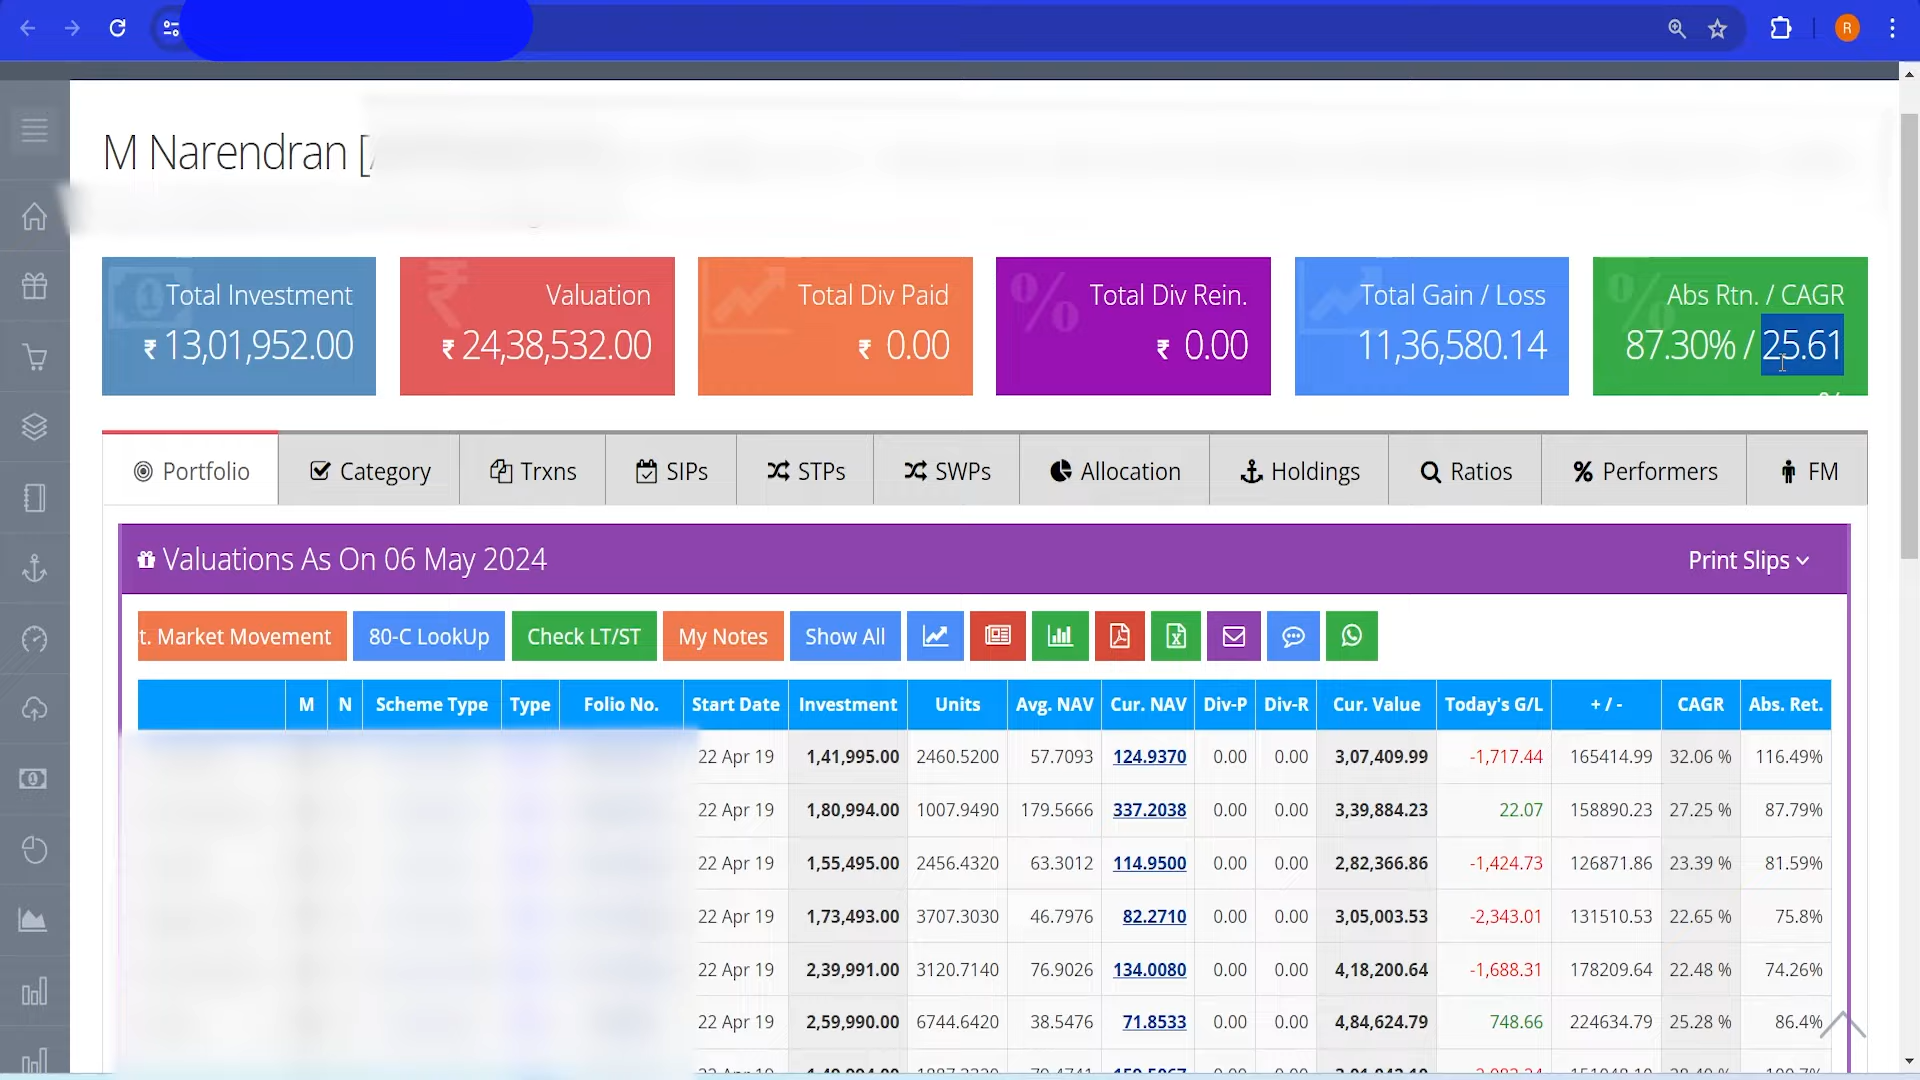 R
M Narendran [
Total Investment
₹ 13,01,952.00
Valuation
₹ 24,38,532.00
Total Div Paid
₹ 0.00
Total Div Rein.
₹ 0.00
Total Gain / Loss
11,36,580.14
Abs Rtn. / CAGR
87.30% / 25.61
Portfolio Category Trxns SIPs STPs SWPs Allocation Holdings Ratios Performers FM
Valuations As On 06 May 2024 Print Slips
t. Market Movement 80-C LookUp Check LT/ST My Notes Show All
M N Scheme Type Type Folio No. Start Date Investment Units Avg. NAV Cur. NAV Div-P Div-R Cur. Value Today's G/L + / - CAGR Abs. Ret.
22 Apr 19 1,41,995.00 2460.5200 57.7093 124.9370 0.00 0.00 3,07,409.99 -1,717.44 165414.99 32.06 % 116.49%
22 Apr 19 1,80,994.00 1007.9490 179.5666 337.2038 0.00 0.00 3,39,884.23 22.07 158890.23 27.25 % 87.79%
22 Apr 19 1,55,495.00 2456.4320 63.3012 114.9500 0.00 0.00 2,82,366.86 -1,424.73 126871.86 23.39 % 81.59%
22 Apr 19 1,73,493.00 3707.3030 46.7976 82.2710 0.00 0.00 3,05,003.53 -2,343.01 131510.53 22.65 % 75.8%
22 Apr 19 2,39,991.00 3120.7140 76.9026 134.0080 0.00 0.00 4,18,200.64 -1,688.31 178209.64 22.48 % 74.26%
22 Apr 19 2,59,990.00 6744.6420 38.5476 71.8533 0.00 0.00 4,84,624.79 748.66 224634.79 25.28 % 86.4%